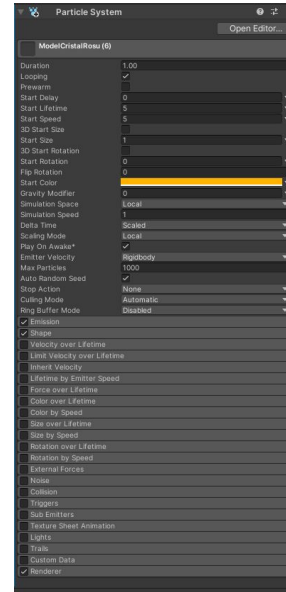 Particle System
Open Editor...
ModelCristalRosu (6)
Duration 1.00
Looping
Prewarm
Start Delay 0
Start Lifetime 5
Start Speed 5
3D Start Size
Start Size 1
3D Start Rotation
Start Rotation 0
Flip Rotation 0
Start Color
Gravity Modifier 0
Simulation Space Local
Simulation Speed 1
Delta Time Scaled
Scaling Mode Local
Play On Awake*
Emitter Velocity Rigidbody
Max Particles 1000
Auto Random Seed
Stop Action None
Culling Mode Automatic
Ring Buffer Mode Disabled
Emission
Shape
Velocity over Lifetime
Limit Velocity over Lifetime
Inherit Velocity
Lifetime by Emitter Speed
Force over Lifetime
Color over Lifetime
Color by Speed
Size over Lifetime
Size by Speed
Rotation over Lifetime
Rotation by Speed
External Forces
Noise
Collision
Triggers
Sub Emitters
Texture Sheet Animation
Lights
Trails
Custom Data
Renderer